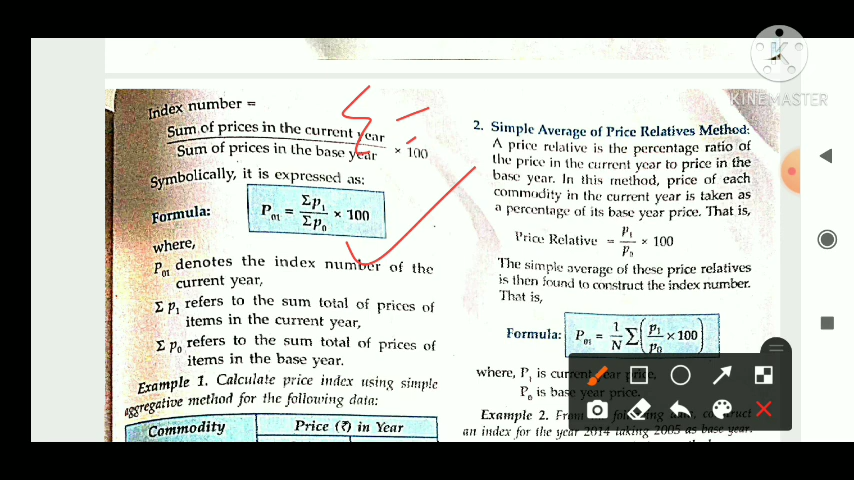 Index number =
Sum of prices in the current year
Sum of prices in the base year × 100
Symbolically, it is expressed as:
Formula: P₀₁ = Σp₁ / Σp₀ × 100
where,
P₀₁ denotes the index number of the
current year,
Σ p₁ refers to the sum total of prices of
items in the current year,
Σ p₀ refers to the sum total of prices of
items in the base year.
Example 1. Calculate price index using simple
aggregative method for the following data:
Commodity Price (₹) in Year
2. Simple Average of Price Relatives Method:
A price relative is the percentage ratio of
the price in the current year to price in the
base year. In this method, price of each
commodity in the current year is taken as
a percentage of its base year price. That is,
Price Relative = P₁ / P₀ × 100
The simple average of these price relatives
is then found to construct the index number.
That is,
Formula: P₀₁ = 1/N Σ(p₁/p₀ × 100)
where, P₁ is current year price,
P₀ is base year price.
Example 2. From following data, construct
an index for the year 2014 taking 2005 as base year.
K
KINEMASTER